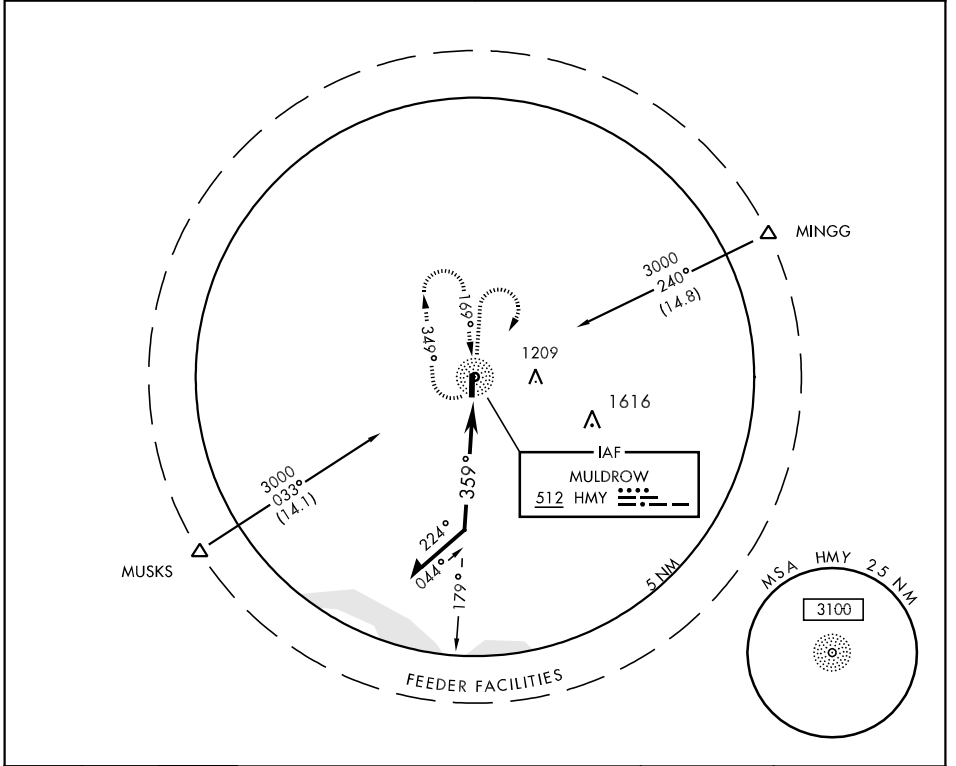 MINGG
3000
240°
(14.8)
169°
349°
1209
1616
IAF
MULDROW
512 HMY
359°
3000
033°
(14.1)
MUSKS
224°
044°
179°
5 NM
FEEDER FACILITIES
MSA HMY 25 NM
3100